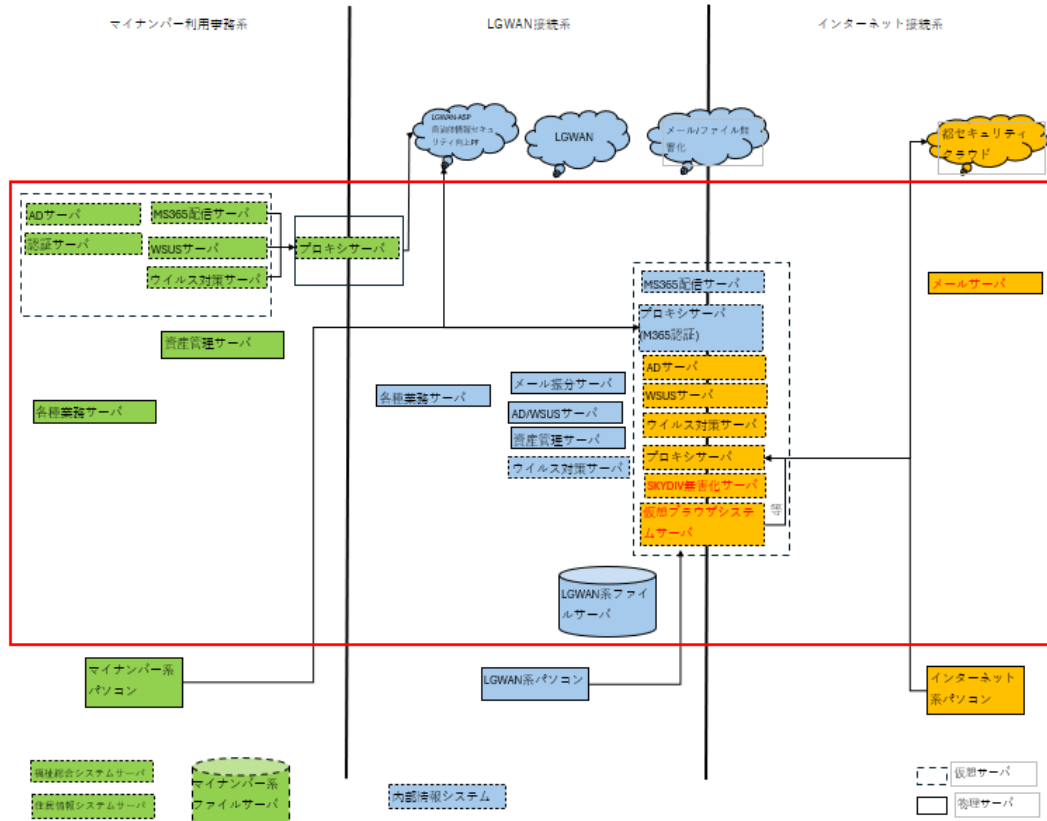 マイナンバー利用事務系
LGWAN接続系
インターネット接続系
LGWAN-ASP
自治体情報セキュ
リティ向上PF
LGWAN
メール/ファイル無
害化
都セキュリティ
クラウド
ADサーバ
MS365配信サーバ
認証サーバ
WSUSサーバ
ウイルス対策サーバ
プロキシサーバ
資産管理サーバ
各種業務サーバ
各種業務サーバ
メール振分サーバ
AD/WSUSサーバ
資産管理サーバ
ウイルス対策サーバ
MS365配信サーバ
プロキシサーバ
(M365認証)
ADサーバ
WSUSサーバ
ウイルス対策サーバ
プロキシサーバ
SKYDIV無害化サーバ
仮想ブラウザシステ
ムサーバ
等
メールサーバ
LGWAN系ファイ
ルサーバ
マイナンバー系
パソコン
LGWAN系パソコン
インターネット
系パソコン
福祉総合システムサーバ
住民情報システムサーバ
マイナンバー系
ファイルサーバ
内部情報システム
仮想サーバ
物理サーバ